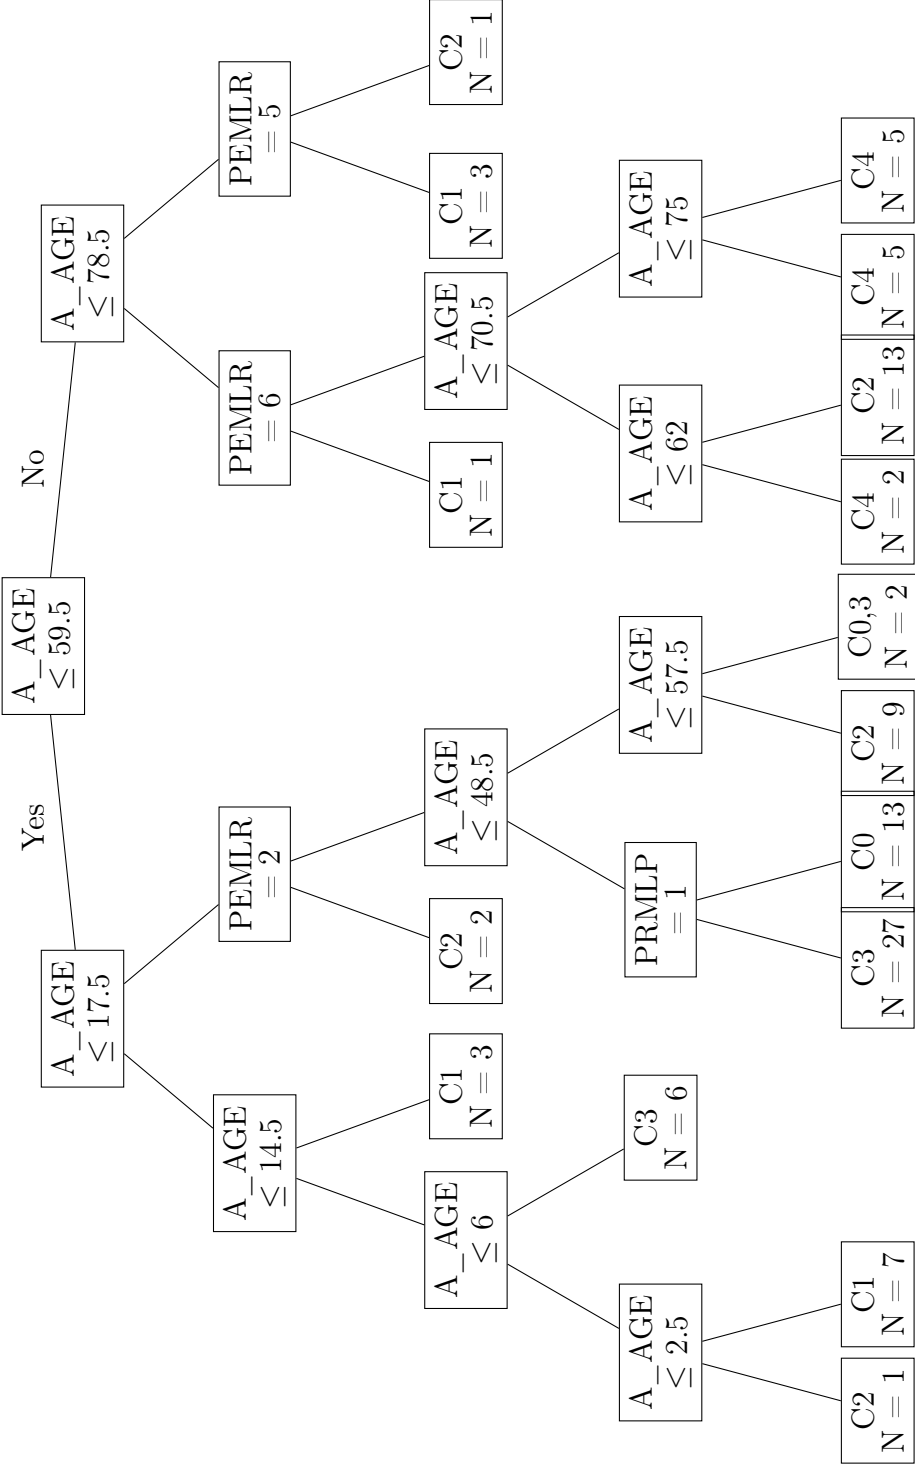 A_AGE
≤ 59.5
Yes
No
A_AGE
≤ 17.5
A_AGE
≤ 78.5
A_AGE
≤ 14.5
PEMLR
= 2
PEMLR
= 6
PEMLR
= 5
A_AGE
≤ 6
C1
N = 3
C2
N = 2
A_AGE
≤ 48.5
C1
N = 1
A_AGE
≤ 70.5
C1
N = 3
C2
N = 1
A_AGE
≤ 2.5
C3
N = 6
PRMLP
= 1
A_AGE
≤ 57.5
A_AGE
≤ 62
A_AGE
≤ 75
C2
N = 1
C1
N = 7
C3
N = 27
C0
N = 13
C2
N = 9
C0,3
N = 2
C4
N = 2
C2
N = 13
C4
N = 5
C4
N = 5